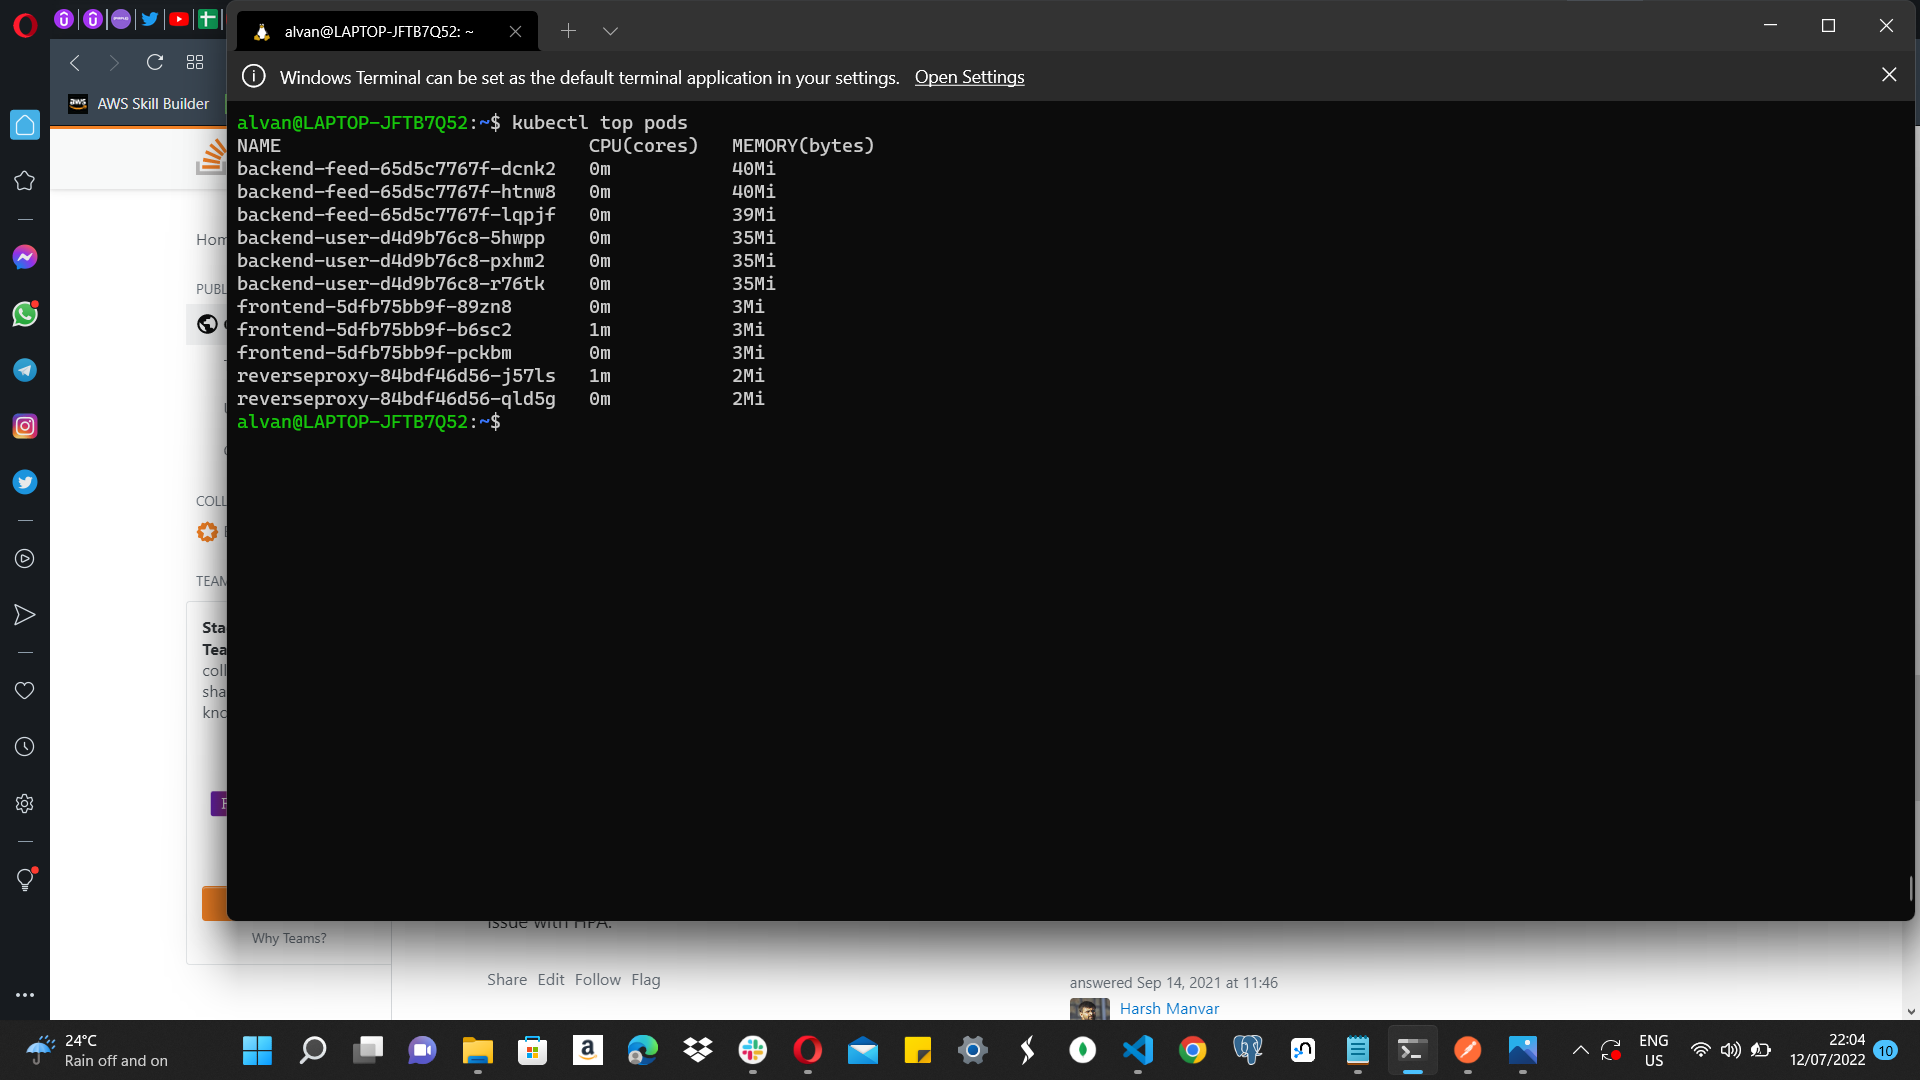 alvan@LAPTOP-JFTB7Q52: ~
Windows Terminal can be set as the default terminal application in your settings. Open Settings
aws AWS Skill Builder
alvan@LAPTOP-JFTB7Q52:~$ kubectl top pods
NAME CPU(cores) MEMORY(bytes)
backend-feed-65d5c7767f-dcnk2 0m 40Mi
backend-feed-65d5c7767f-htnw8 0m 40Mi
backend-feed-65d5c7767f-lqpjf 0m 39Mi
backend-user-d4d9b76c8-5hwpp 0m 35Mi
backend-user-d4d9b76c8-pxhm2 0m 35Mi
backend-user-d4d9b76c8-r76tk 0m 35Mi
frontend-5dfb75bb9f-89zn8 0m 3Mi
frontend-5dfb75bb9f-b6sc2 1m 3Mi
frontend-5dfb75bb9f-pckbm 0m 3Mi
reverseproxy-84bdf46d56-j57ls 1m 2Mi
reverseproxy-84bdf46d56-qld5g 0m 2Mi
alvan@LAPTOP-JFTB7Q52:~$
Hom
PUBL
COLL
TEAM
Sta
Tea
coll
sha
kno
Why Teams?
issue with HPA.
Share Edit Follow Flag
answered Sep 14, 2021 at 11:46
Harsh Manvar
24°C
Rain off and on
ENG
US
22:04
12/07/2022
10